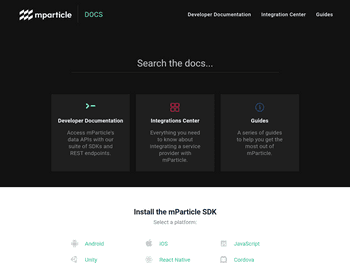 mparticle DOCS Developer Documentation Integration Center Guides
Search the docs...
Developer Documentation
Access mParticle's
data APIs with our
suite of SDKs and
REST endpoints.
Integrations Center
Everything you need
to know about
integrating a service
provider with
mParticle.
Guides
A series of guides
to help you get the
most out of
mParticle.
Install the mParticle SDK
Select a platform:
Android iOS JavaScript
Unity React Native Cordova